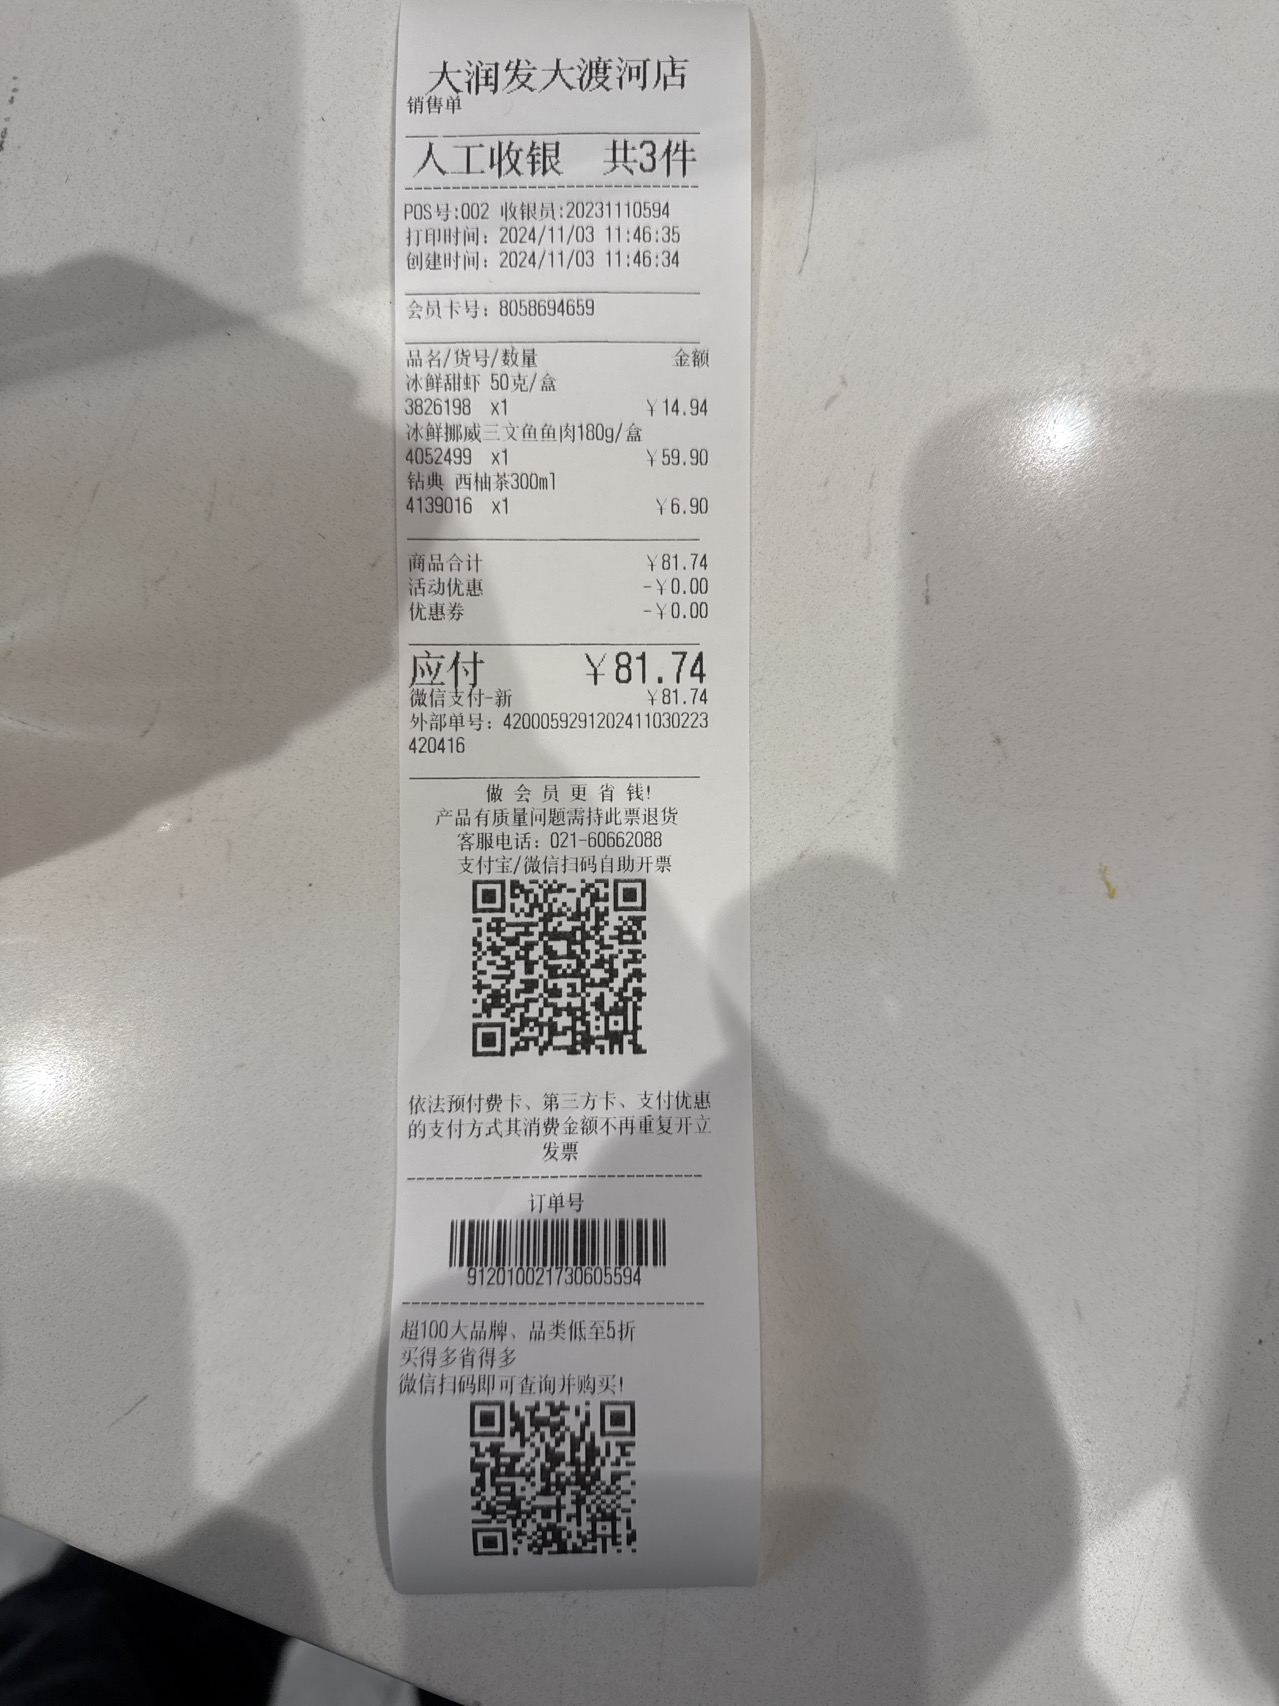 大润发大渡河店
销售单
人工收银 共3件
POS号:002 收银员:20231110594
打印时间: 2024/11/03 11:46:35
创建时间: 2024/11/03 11:46:34
会员卡号: 8058694659
品名/货号/数量 金额
冰鲜甜虾 50克/盒
3826198 x1 ￥14.94
冰鲜挪威三文鱼鱼肉180g/盒
4052499 x1 ￥59.90
钻典 西柚茶300ml
4139016 x1 ￥6.90
商品合计 ￥81.74
活动优惠 -￥0.00
优惠券 -￥0.00
应付 ￥81.74
微信支付-新 ￥81.74
外部单号: 4200059291202411030223
420416
做 会 员 更 省 钱!
产品有质量问题需持此票退货
客服电话: 021-60662088
支付宝/微信扫码自助开票
依法预付费卡、第三方卡、支付优惠
的支付方式其消费金额不再重复开立
发票
订单号
912010021730605594
超100大品牌、品类低至5折
买得多省得多
微信扫码即可查询并购买!